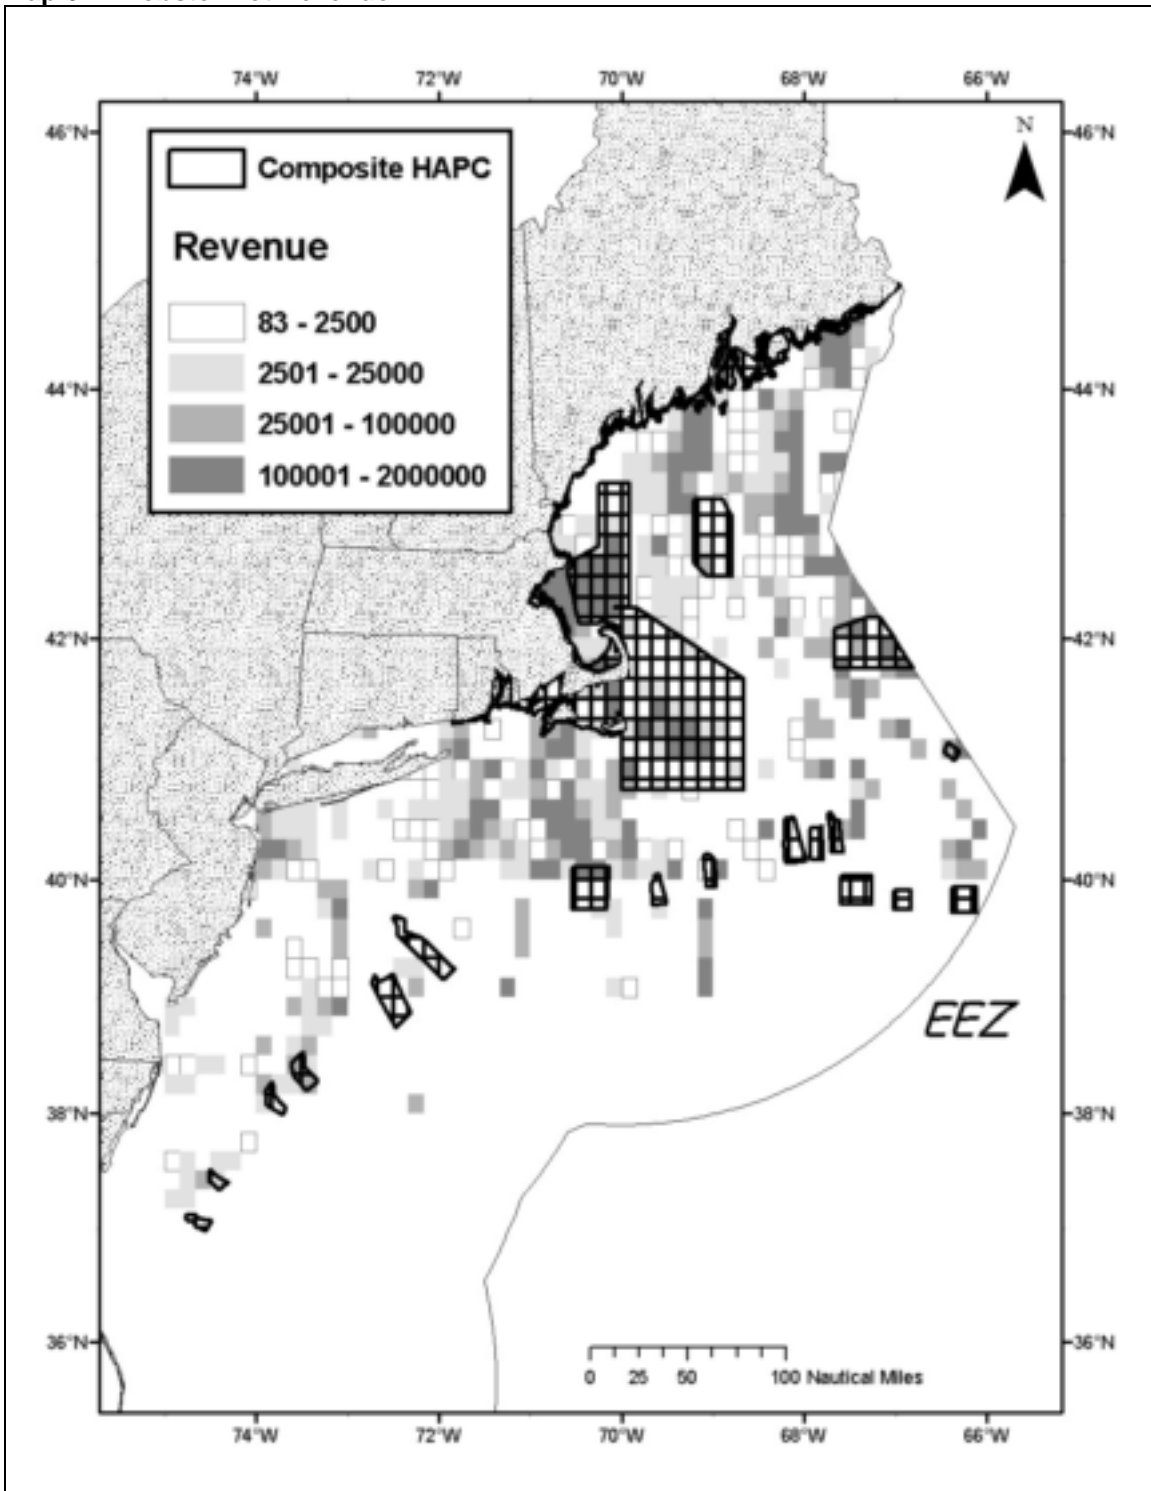 74°W 72°W 70°W 68°W 66°W
46°N 46°N
N
Composite HAPC
Revenue
83 - 2500
2501 - 25000
44°N 44°N
25001 - 100000
100001 - 2000000
42°N 42°N
40°N 40°N
EEZ
38°N 38°N
36°N 36°N
0 25 50 100 Nautical Miles
74°W 72°W 70°W 68°W 66°W